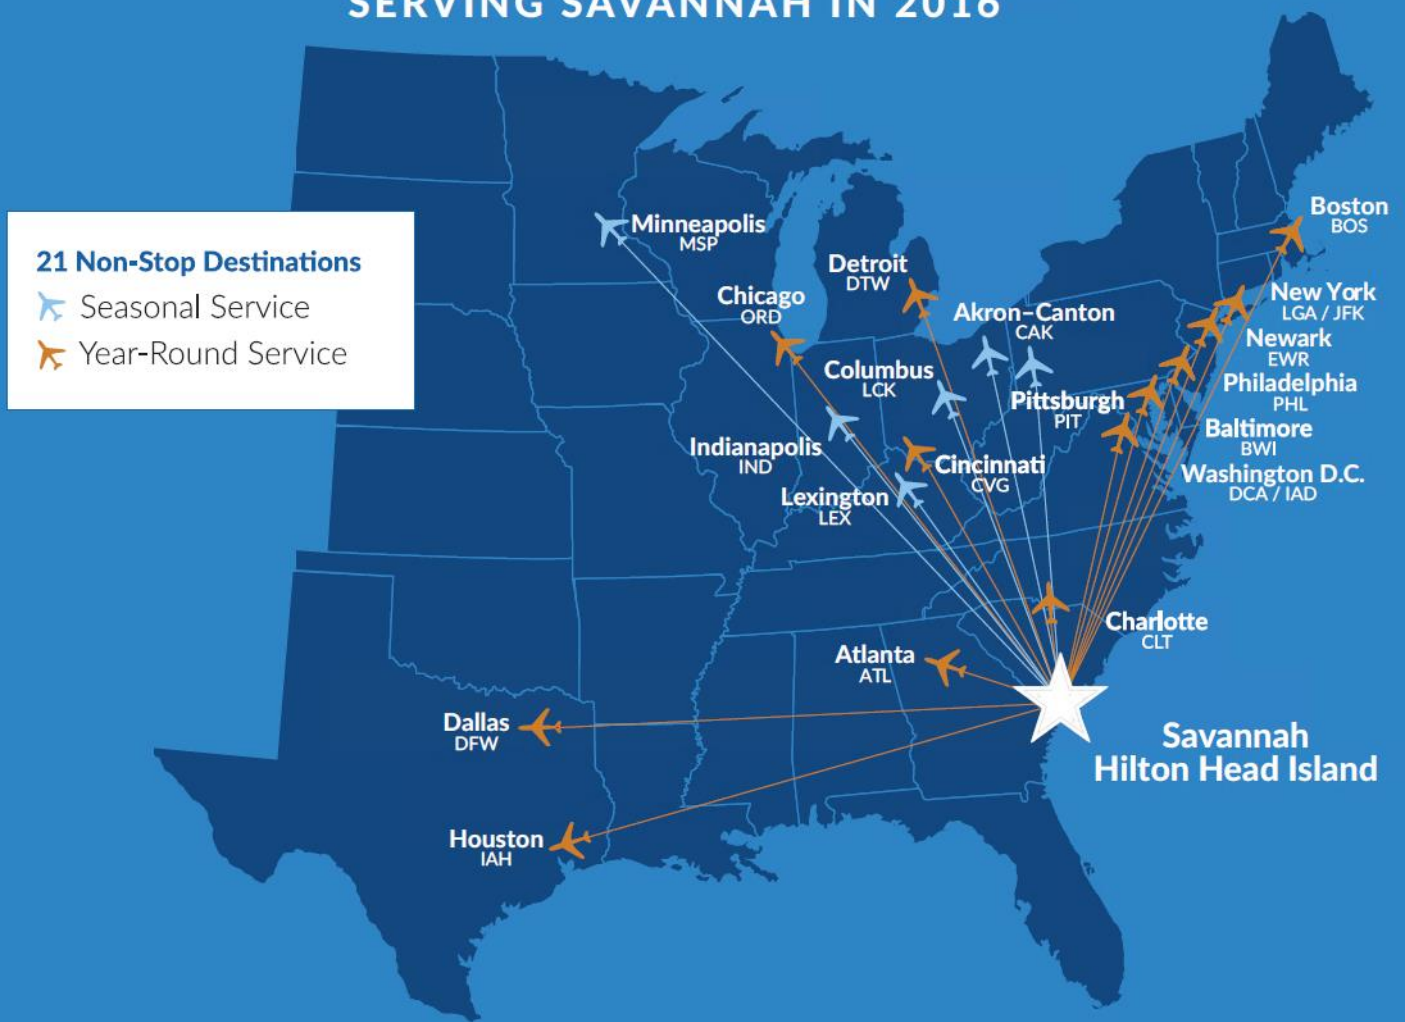 SERVING SAVANNAH IN 2016
21 Non-Stop Destinations
Seasonal Service
Year-Round Service
Minneapolis
MSP
Chicago
ORD
Detroit
DTW
Akron–Canton
CAK
Columbus
LCK
Pittsburgh
PIT
Indianapolis
IND
Cincinnati
CVG
Lexington
LEX
Boston
BOS
New York
LGA / JFK
Newark
EWR
Philadelphia
PHL
Baltimore
BWI
Washington D.C.
DCA / IAD
Charlotte
CLT
Atlanta
ATL
Dallas
DFW
Houston
IAH
Savannah
Hilton Head Island